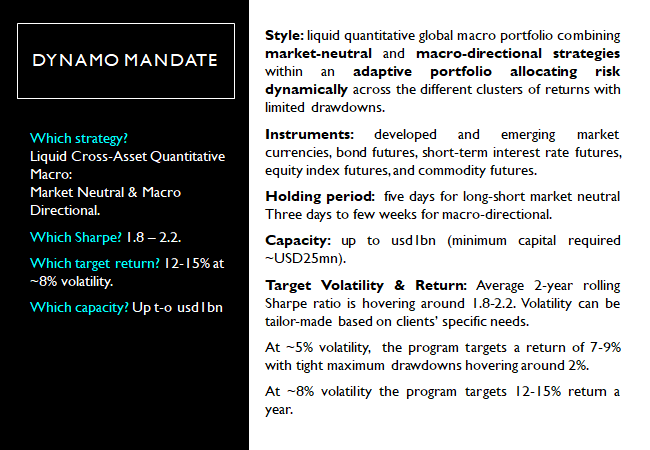 DYNAMO MANDATE
Which strategy?
Liquid Cross-Asset Quantitative
Macro:
Market Neutral & Macro
Directional.
Which Sharpe? 1.8 – 2.2.
Which target return? 12-15% at
~8% volatility.
Which capacity? Up t-o usd1bn
Style: liquid quantitative global macro portfolio combining
market-neutral and macro-directional strategies
within an adaptive portfolio allocating risk
dynamically across the different clusters of returns with
limited drawdowns.
Instruments: developed and emerging market
currencies, bond futures, short-term interest rate futures,
equity index futures, and commodity futures.
Holding period: five days for long-short market neutral
Three days to few weeks for macro-directional.
Capacity: up to usd1bn (minimum capital required
~USD25mn).
Target Volatility & Return: Average 2-year rolling
Sharpe ratio is hovering around 1.8-2.2. Volatility can be
tailor-made based on clients' specific needs.
At ~5% volatility, the program targets a return of 7-9%
with tight maximum drawdowns hovering around 2%.
At ~8% volatility the program targets 12-15% return a
year.